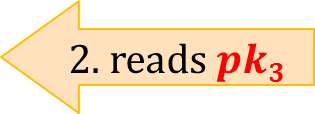 2. reads pk₃